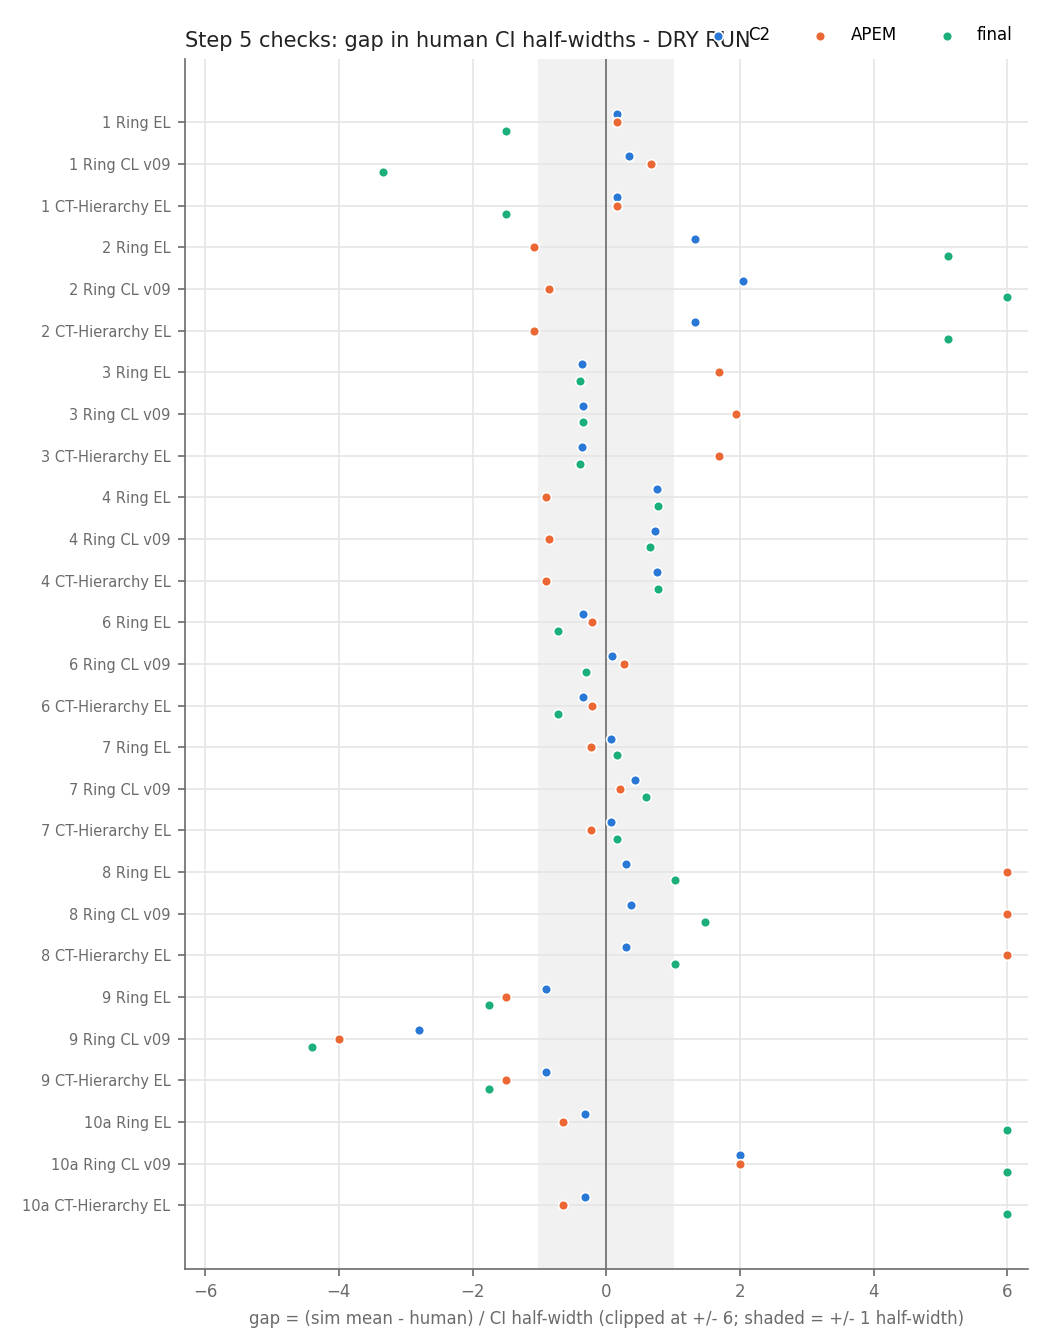 Step 5 checks: gap in human CI half-widths - DRY RUN
C2 APEM final
1 Ring EL
1 Ring CL v09
1 CT-Hierarchy EL
2 Ring EL
2 Ring CL v09
2 CT-Hierarchy EL
3 Ring EL
3 Ring CL v09
3 CT-Hierarchy EL
4 Ring EL
4 Ring CL v09
4 CT-Hierarchy EL
6 Ring EL
6 Ring CL v09
6 CT-Hierarchy EL
7 Ring EL
7 Ring CL v09
7 CT-Hierarchy EL
8 Ring EL
8 Ring CL v09
8 CT-Hierarchy EL
9 Ring EL
9 Ring CL v09
9 CT-Hierarchy EL
10a Ring EL
10a Ring CL v09
10a CT-Hierarchy EL
−6 −4 −2 0 2 4 6
gap = (sim mean - human) / CI half-width (clipped at +/- 6; shaded = +/- 1 half-width)